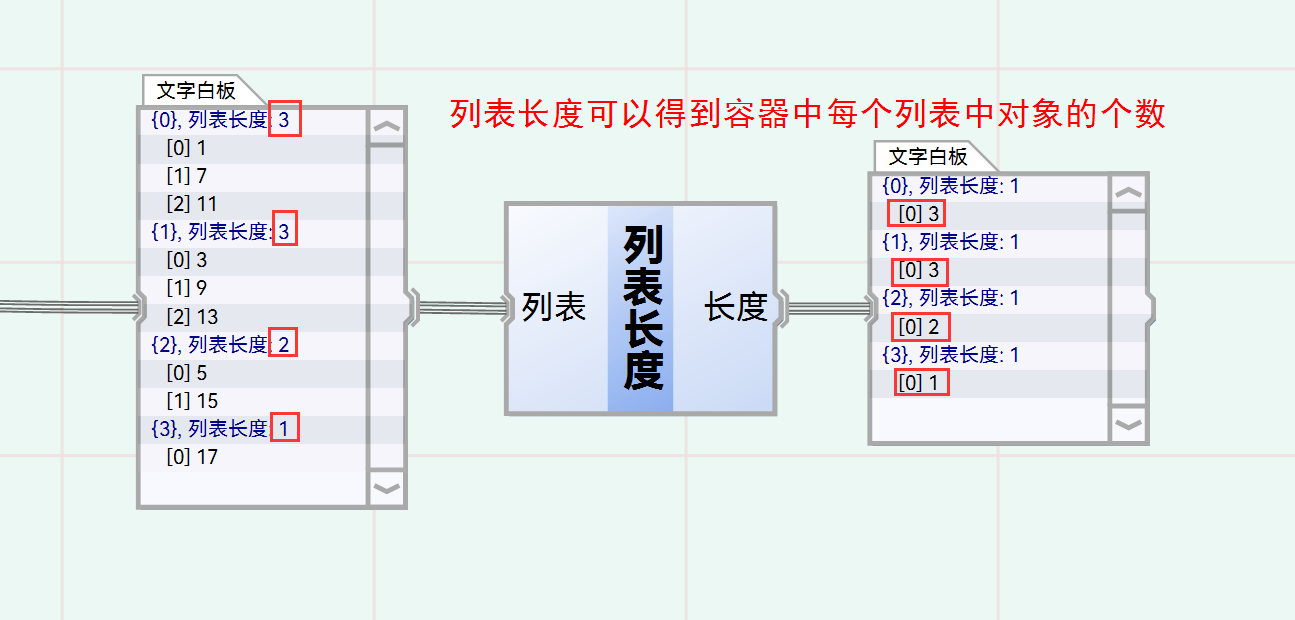 文字白板
{0}, 列表长度: 3
[0] 1
[1] 7
[2] 11
{1}, 列表长度: 3
[0] 3
[1] 9
[2] 13
{2}, 列表长度: 2
[0] 5
[1] 15
{3}, 列表长度: 1
[0] 17
列表长度可以得到容器中每个列表中对象的个数
列表
列表长度
长度
文字白板
{0}, 列表长度: 1
[0] 3
{1}, 列表长度: 1
[0] 3
{2}, 列表长度: 1
[0] 2
{3}, 列表长度: 1
[0] 1